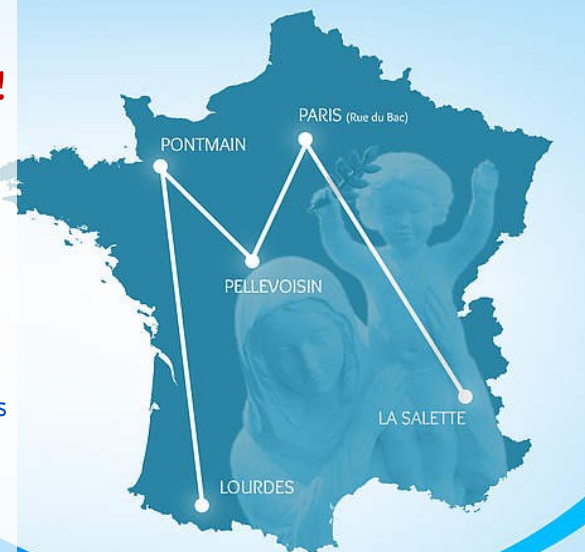 !
PARIS (Rue du Bac)
PONTMAIN
PELLEVOISIN
s
LA SALETTE
LOURDES